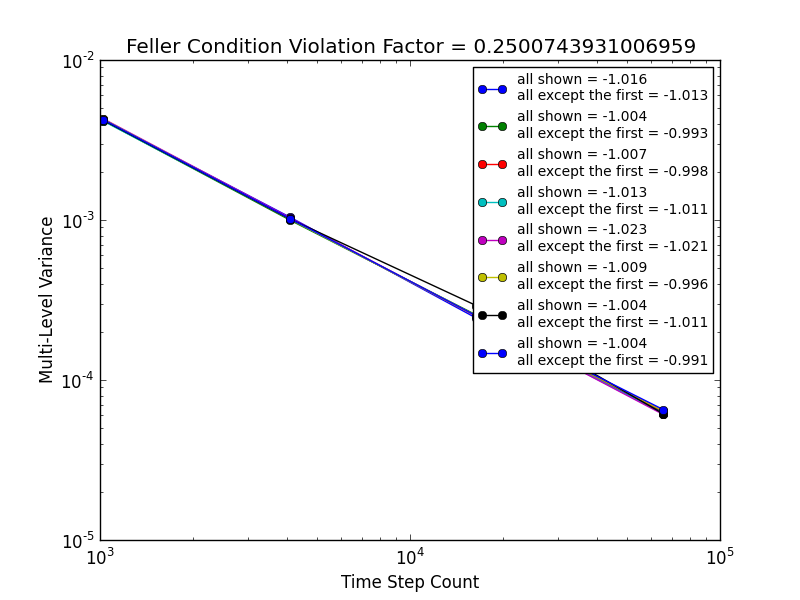 Feller Condition Violation Factor = 0.2500743931006959
10^-2
10^-3
10^-4
10^-5
Multi-Level Variance
all shown = -1.016
all except the first = -1.013
all shown = -1.004
all except the first = -0.993
all shown = -1.007
all except the first = -0.998
all shown = -1.013
all except the first = -1.011
all shown = -1.023
all except the first = -1.021
all shown = -1.009
all except the first = -0.996
all shown = -1.004
all except the first = -1.011
all shown = -1.004
all except the first = -0.991
10^3
10^4
10^5
Time Step Count